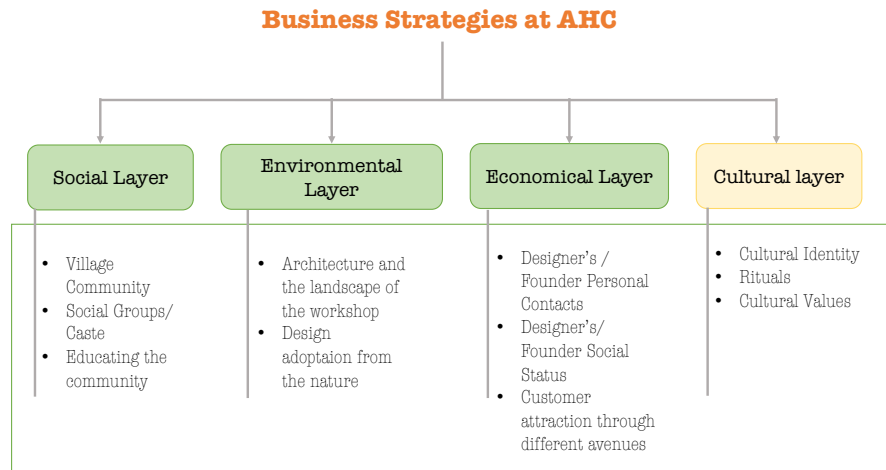 Business Strategies at AHC
Social Layer
Environmental
Layer
Economical Layer
Cultural layer
• Village
Community
• Social Groups/
Caste
• Educating the
community
• Architecture and
the landscape of
the workshop
• Design
adoptaion from
the nature
• Designer's /
Founder Personal
Contacts
• Designer's/
Founder Social
Status
• Customer
attraction through
different avenues
• Cultural Identity
• Rituals
• Cultural Values